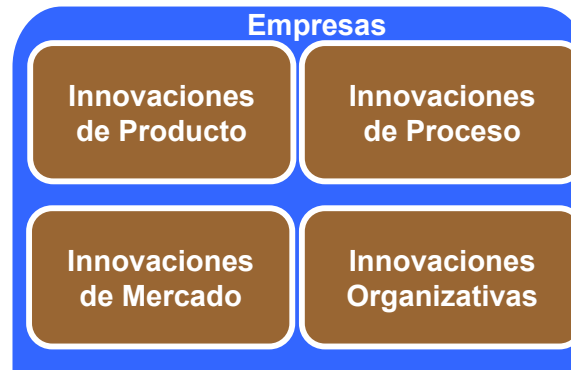 Empresas
Innovaciones
de Producto
Innovaciones
de Proceso
Innovaciones
de Mercado
Innovaciones
Organizativas